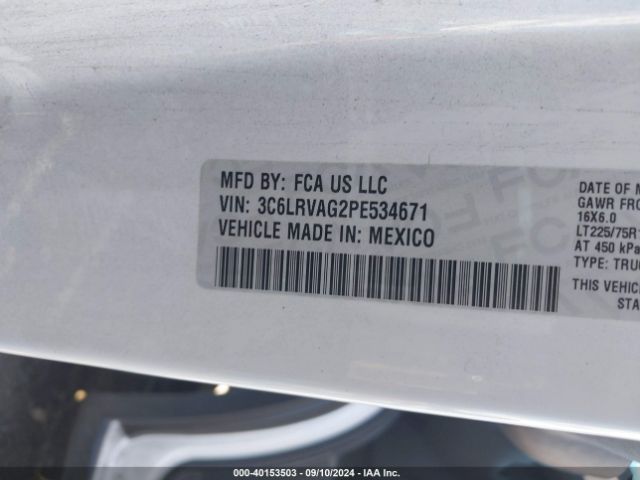 MFD BY: FCA US LLC
VIN: 3C6LRVAG2PE534671
VEHICLE MADE IN: MEXICO
DATE OF M
GAWR FRO
16X6.0
LT225/75R1
AT 450 kPa
TYPE: TRU
THIS VEHIC
STA
000-40153503 - 09/10/2024 - IAA Inc.